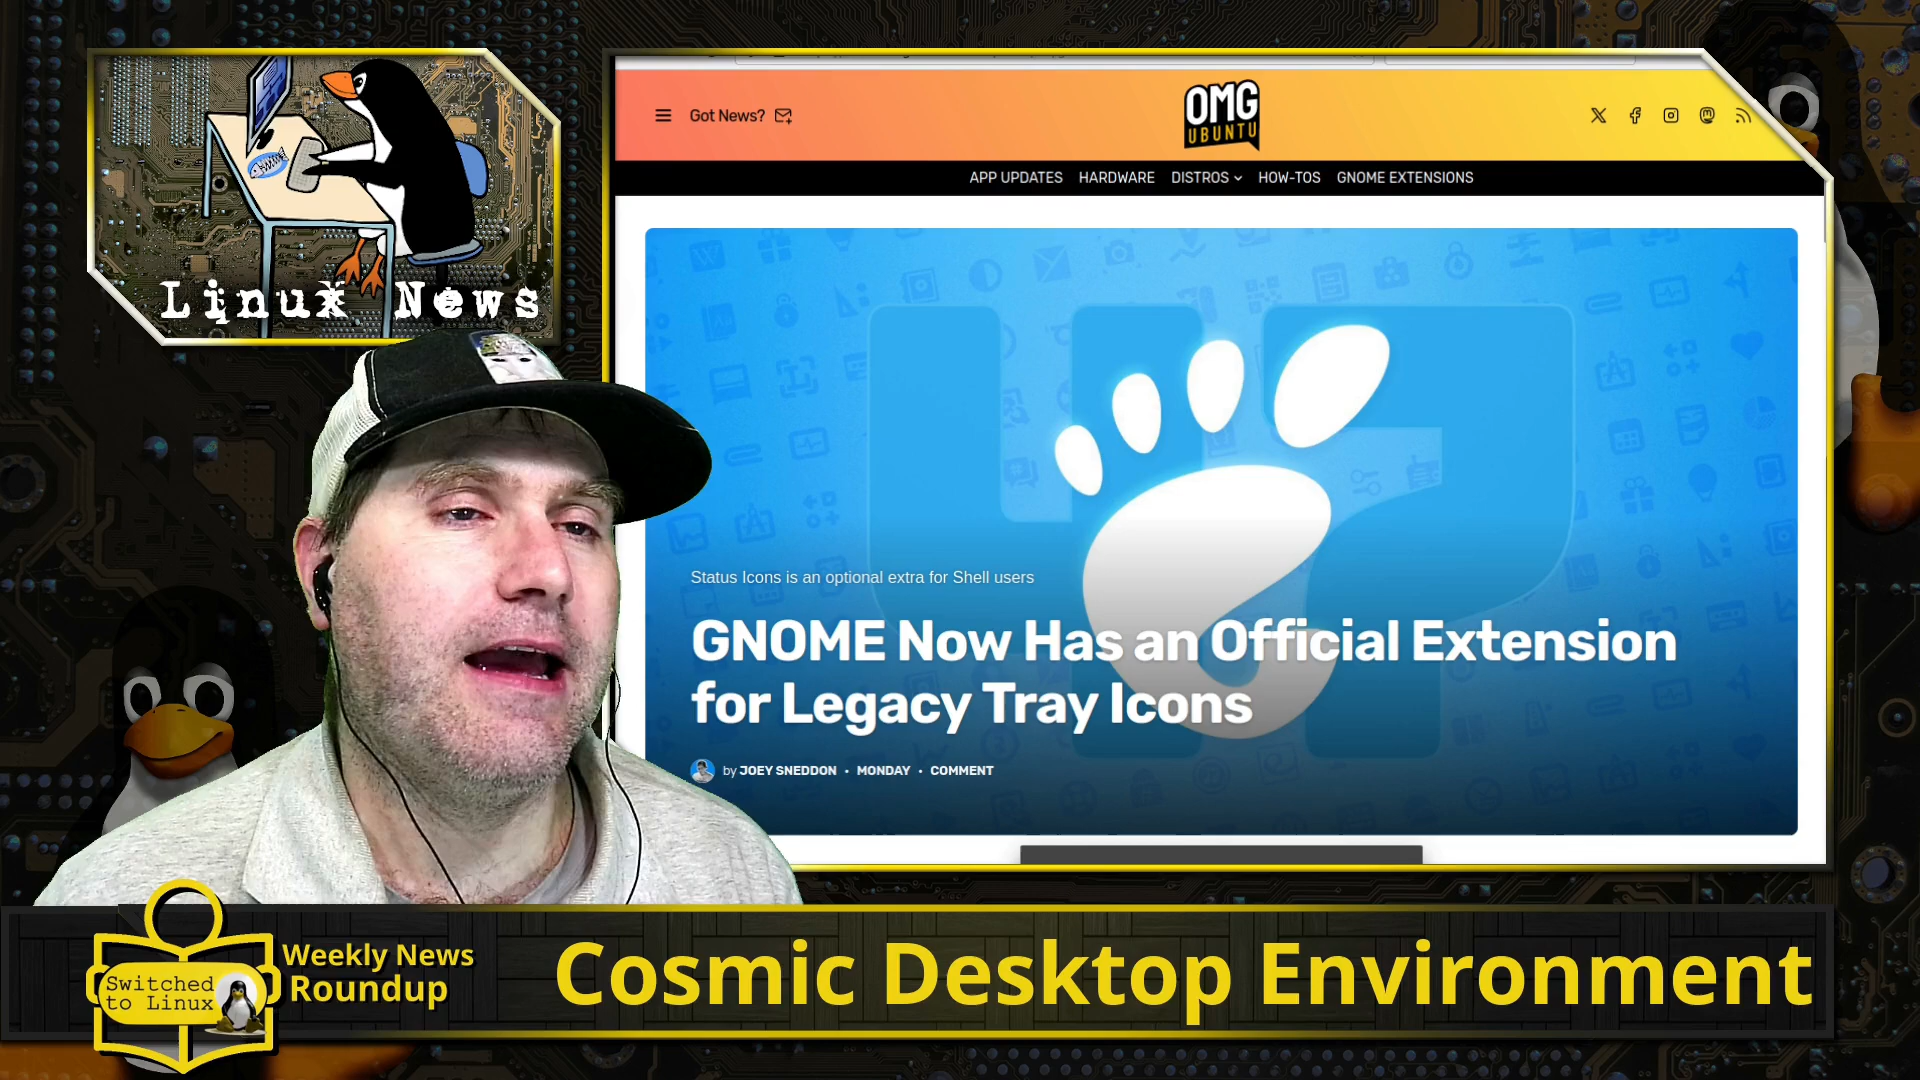 Linux News
Got News?
OMG
UBUNTU
APP UPDATES HARDWARE DISTROS HOW-TOS GNOME EXTENSIONS
Status Icons is an optional extra for Shell users
GNOME Now Has an Official Extension
for Legacy Tray Icons
by JOEY SNEDDON • MONDAY • COMMENT
Switched
to Linux
Weekly News
Roundup
Cosmic Desktop Environment